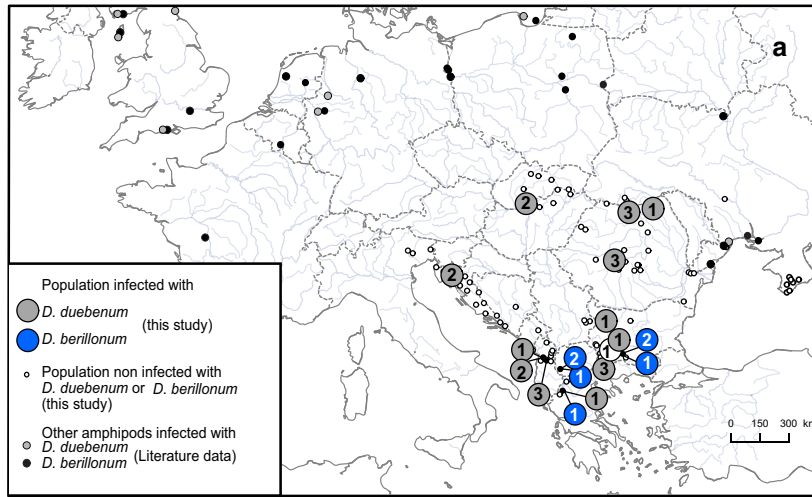 a
2
3
1
3
2
1
1
1
2
1
2
2
1
1
3
3
1
1
Population infected with
D. duebenum
(this study)
D. berillonum
Population non infected with
D. duebenum or D. berillonum
(this study)
Other amphipods infected with
D. duebenum
D. berillonum (Literature data)
0 150 300 km